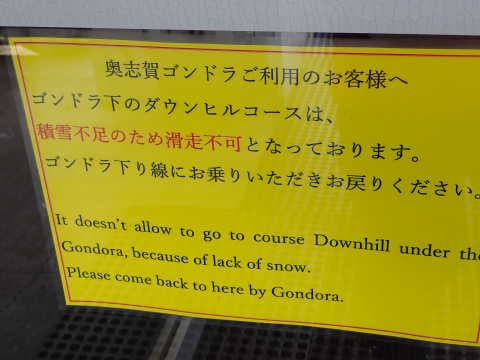 奥志賀ゴンドラご利用のお客様へ
ゴンドラ下のダウンヒルコースは、
積雪不足のため滑走不可となっております。
ゴンドラ下り線にお乗りいただきお戻りください。
It doesn't allow to go to course Downhill under the
Gondora, because of lack of snow.
Please come back to here by Gondora.